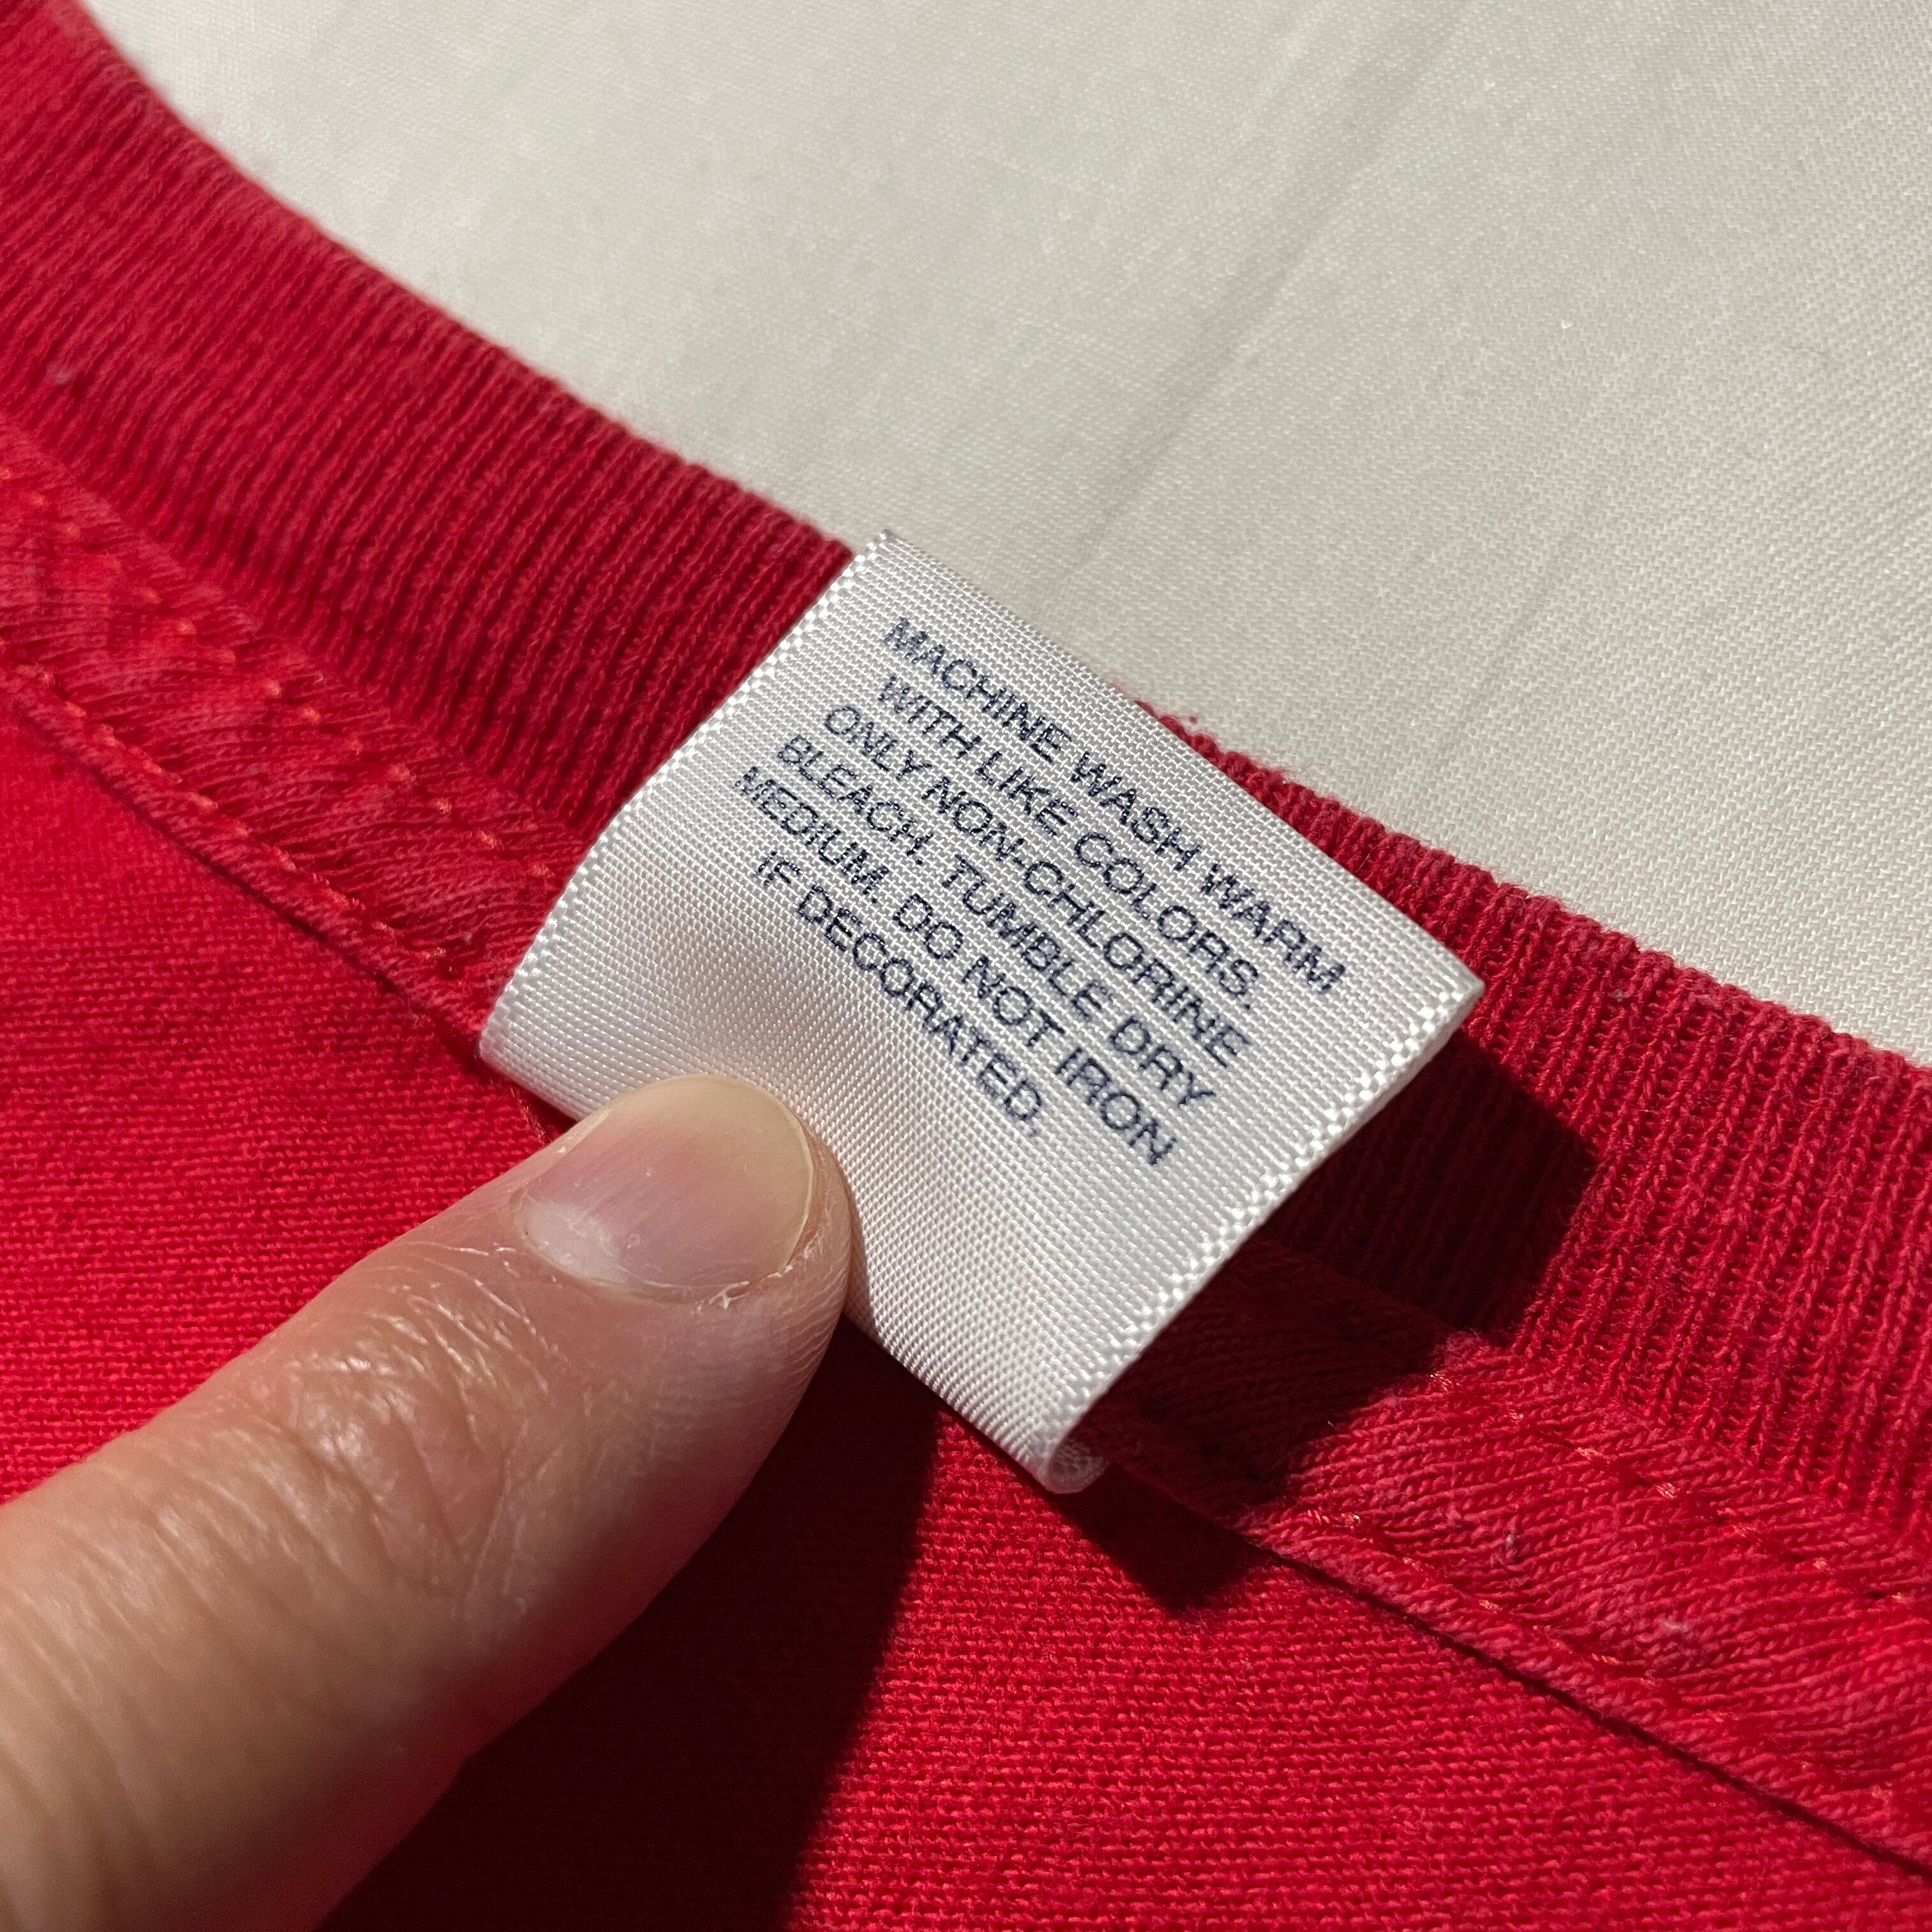 MACHINE WASH WARM
WITH LIKE COLORS.
ONLY NON-CHLORINE
BLEACH. TUMBLE DRY
MEDIUM. DO NOT IRON
IF DECORATED.